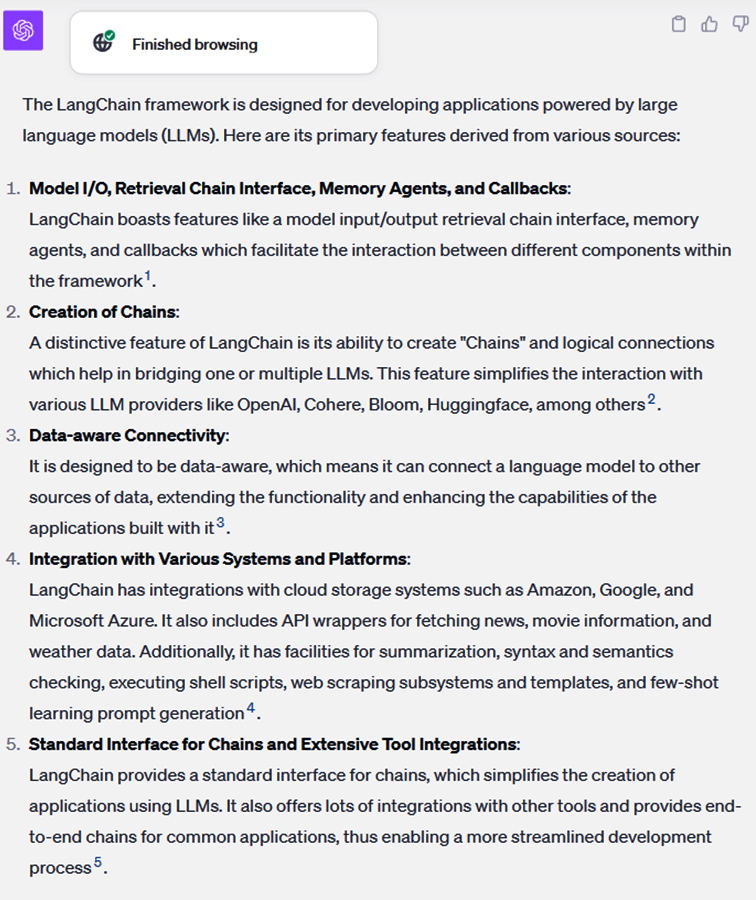 Finished browsing
The LangChain framework is designed for developing applications powered by large
language models (LLMs). Here are its primary features derived from various sources:
1. Model I/O, Retrieval Chain Interface, Memory Agents, and Callbacks:
LangChain boasts features like a model input/output retrieval chain interface, memory
agents, and callbacks which facilitate the interaction between different components within
the framework1.
2. Creation of Chains:
A distinctive feature of LangChain is its ability to create "Chains" and logical connections
which help in bridging one or multiple LLMs. This feature simplifies the interaction with
various LLM providers like OpenAI, Cohere, Bloom, Huggingface, among others2.
3. Data-aware Connectivity:
It is designed to be data-aware, which means it can connect a language model to other
sources of data, extending the functionality and enhancing the capabilities of the
applications built with it3.
4. Integration with Various Systems and Platforms:
LangChain has integrations with cloud storage systems such as Amazon, Google, and
Microsoft Azure. It also includes API wrappers for fetching news, movie information, and
weather data. Additionally, it has facilities for summarization, syntax and semantics
checking, executing shell scripts, web scraping subsystems and templates, and few-shot
learning prompt generation4.
5. Standard Interface for Chains and Extensive Tool Integrations:
LangChain provides a standard interface for chains, which simplifies the creation of
applications using LLMs. It also offers lots of integrations with other tools and provides end-
to-end chains for common applications, thus enabling a more streamlined development
process5.